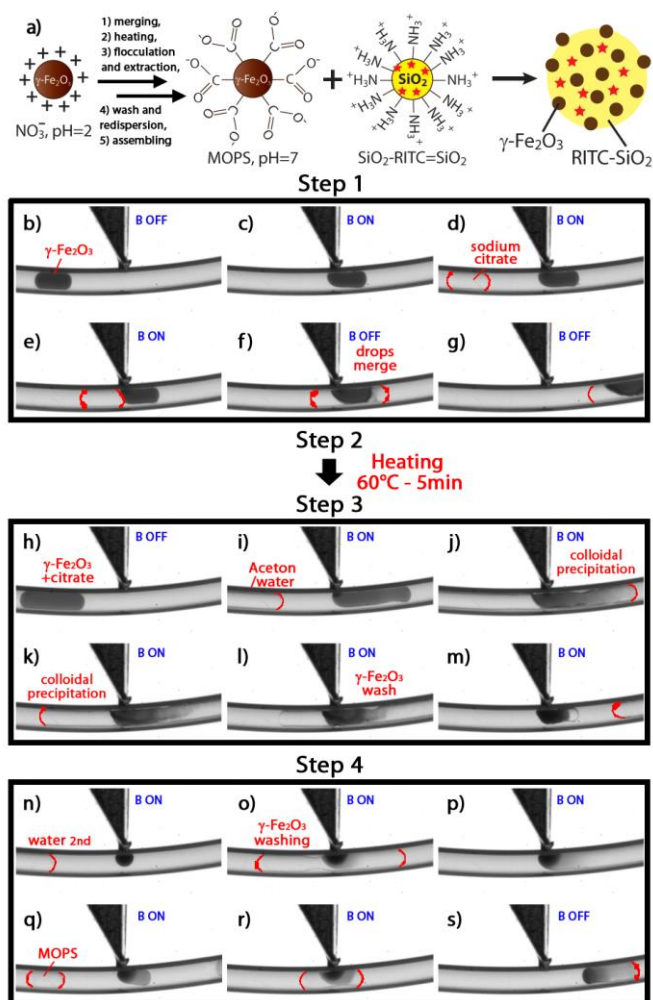 a)
1) merging,
2) heating,
3) flocculation
and extraction,
4) wash and
redispersion,
5) assembling
γ-Fe₂O₃
NO₃⁻, pH=2
γ-Fe₂O₃
MOPS, pH=7
SiO₂
SiO₂-RITC=SiO₂
γ-Fe₂O₃
RITC-SiO₂
Step 1
b)
B OFF
γ-Fe₂O₃
c)
B ON
d)
B ON
sodium
citrate
e)
B ON
f)
B OFF
drops
merge
g)
B OFF
Step 2
Heating
60°C - 5min
Step 3
h)
B OFF
γ-Fe₂O₃
+citrate
i)
B ON
Aceton
/water
j)
B ON
colloidal
precipitation
k)
B ON
colloidal
precipitation
l)
B ON
γ-Fe₂O₃
wash
m)
B ON
Step 4
n)
B ON
water 2nd
o)
B ON
γ-Fe₂O₃
washing
p)
B ON
q)
B ON
MOPS
r)
B ON
s)
B OFF